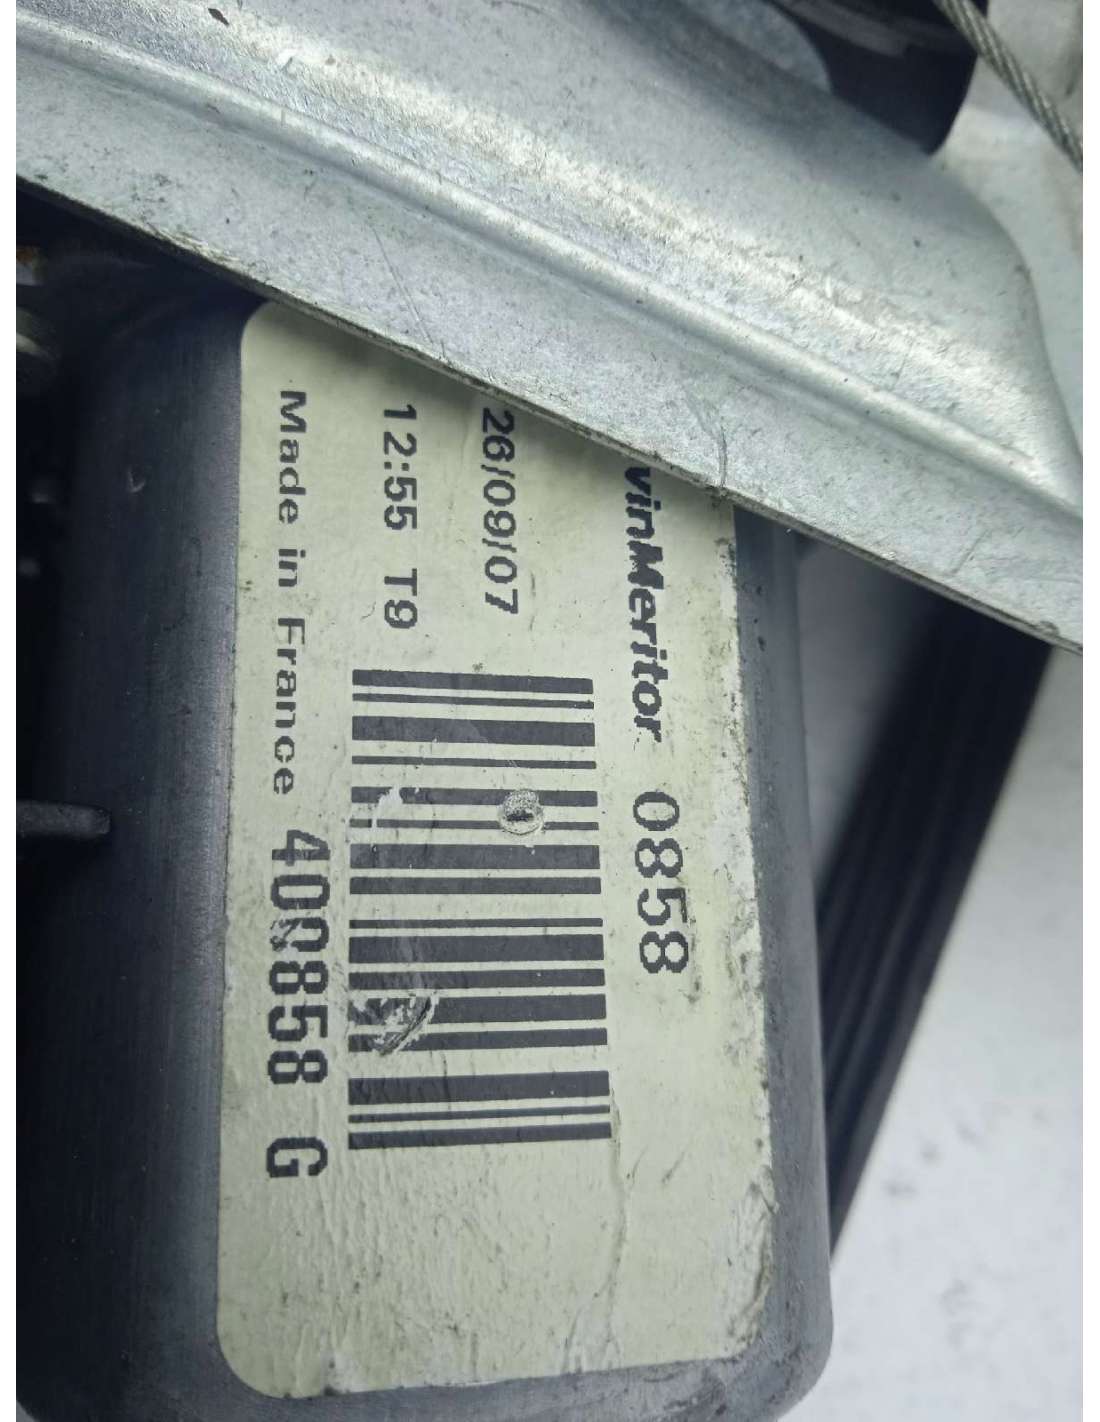 vinMeritor 0858
26/09/07
12:55 T9
Made in France 400858 G